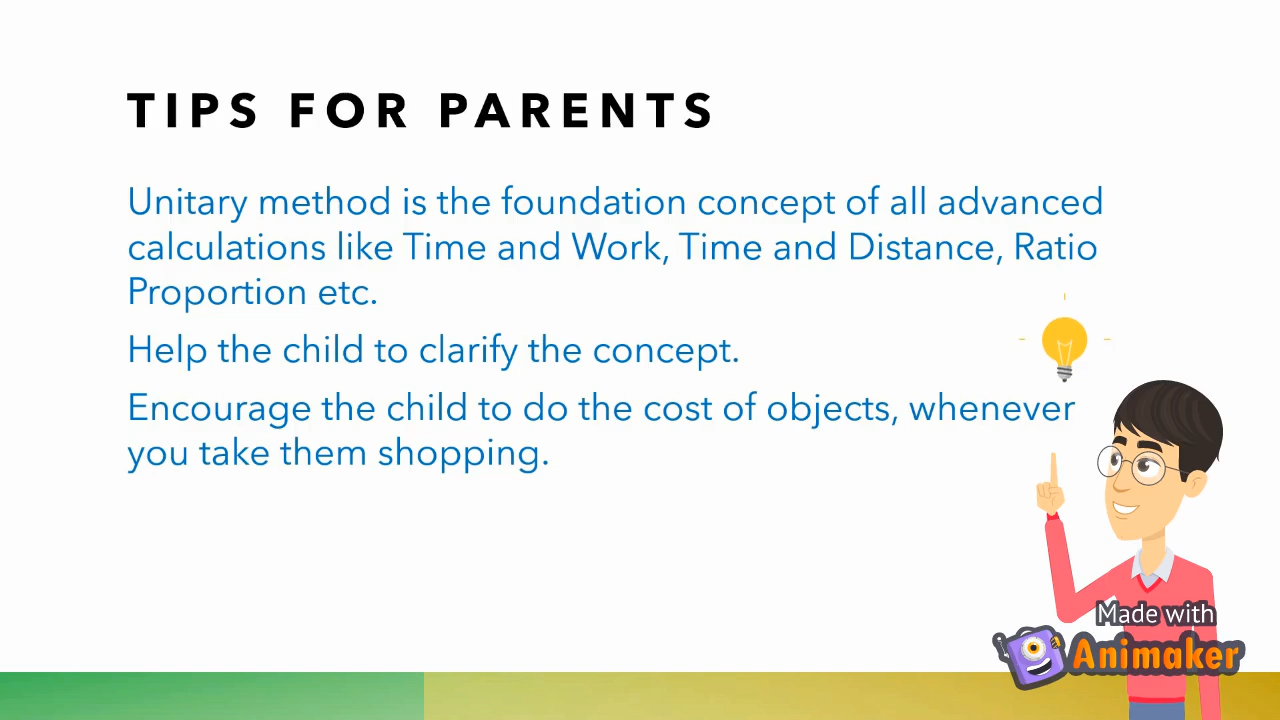 TIPS FOR PARENTS
Unitary method is the foundation concept of all advanced
calculations like Time and Work, Time and Distance, Ratio
Proportion etc.
Help the child to clarify the concept.
Encourage the child to do the cost of objects, whenever
you take them shopping.
Made with
Animaker